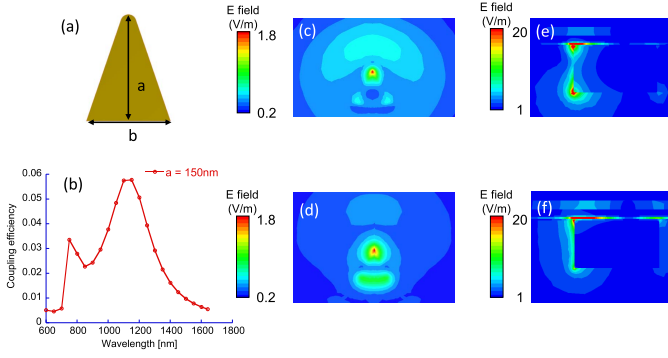 (a)
a
b
E field
(V/m)
1.8
0.2
(c)
E field
(V/m)
20
1
(e)
(b)
a = 150nm
0.06
0.05
0.04
0.03
0.02
0.01
0
600 800 1000 1200 1400 1600 1800
Coupling efficiency
Wavelength [nm]
E field
(V/m)
1.8
0.2
(d)
E field
(V/m)
20
1
(f)